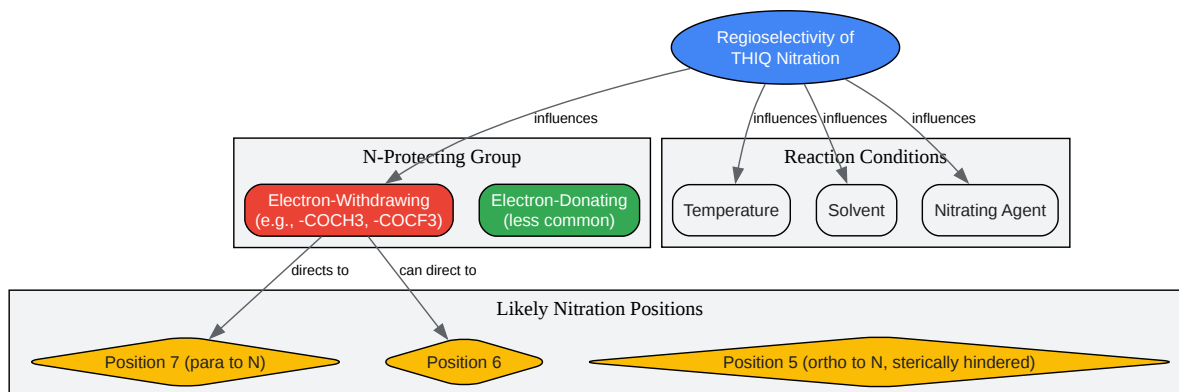 Regioselectivity of
THIQ Nitration
influences
influences
influences
influences
N-Protecting Group
Reaction Conditions
Electron-Withdrawing
(e.g., -COCH3, -COCF3)
Electron-Donating
(less common)
Temperature
Solvent
Nitrating Agent
directs to
can direct to
Likely Nitration Positions
Position 7 (para to N)
Position 6
Position 5 (ortho to N, sterically hindered)